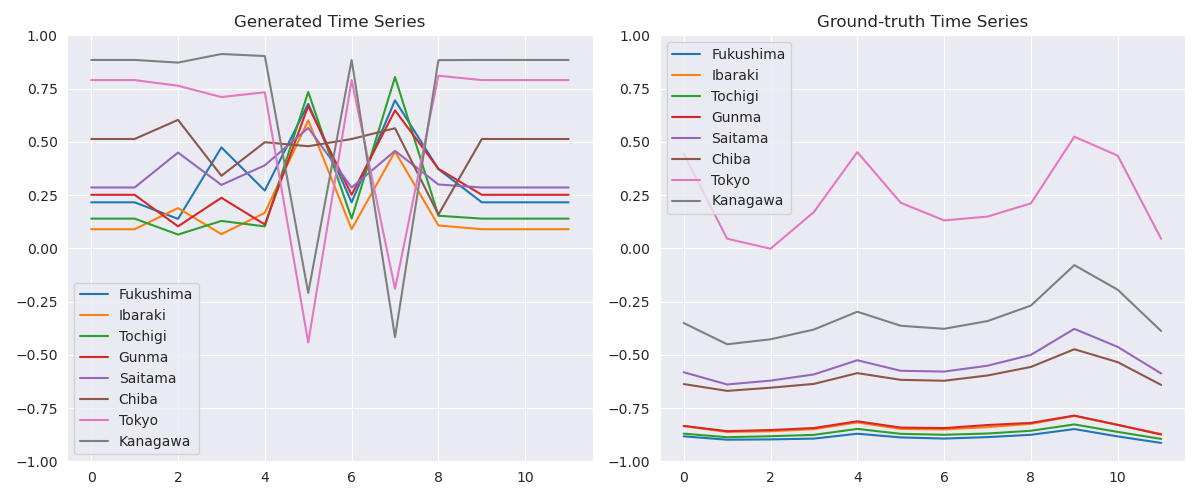 Generated Time Series
1.00
0.75
0.50
0.25
0.00
−0.25
−0.50
−0.75
−1.00
0 2 4 6 8 10
Fukushima
Ibaraki
Tochigi
Gunma
Saitama
Chiba
Tokyo
Kanagawa
Ground-truth Time Series
1.00
0.75
0.50
0.25
0.00
−0.25
−0.50
−0.75
−1.00
0 2 4 6 8 10
Fukushima
Ibaraki
Tochigi
Gunma
Saitama
Chiba
Tokyo
Kanagawa